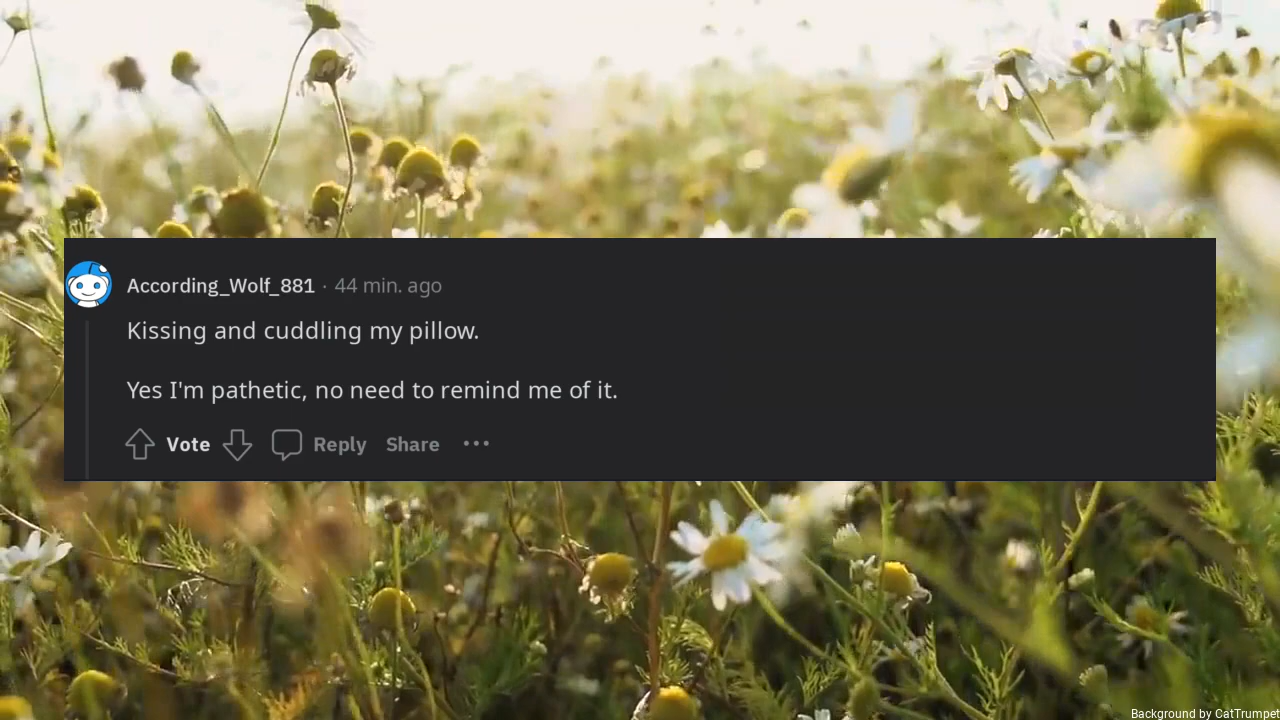 According_Wolf_881 · 44 min. ago
Kissing and cuddling my pillow.
Yes I'm pathetic, no need to remind me of it.
Vote Reply Share ···
Background by CatTrumpet